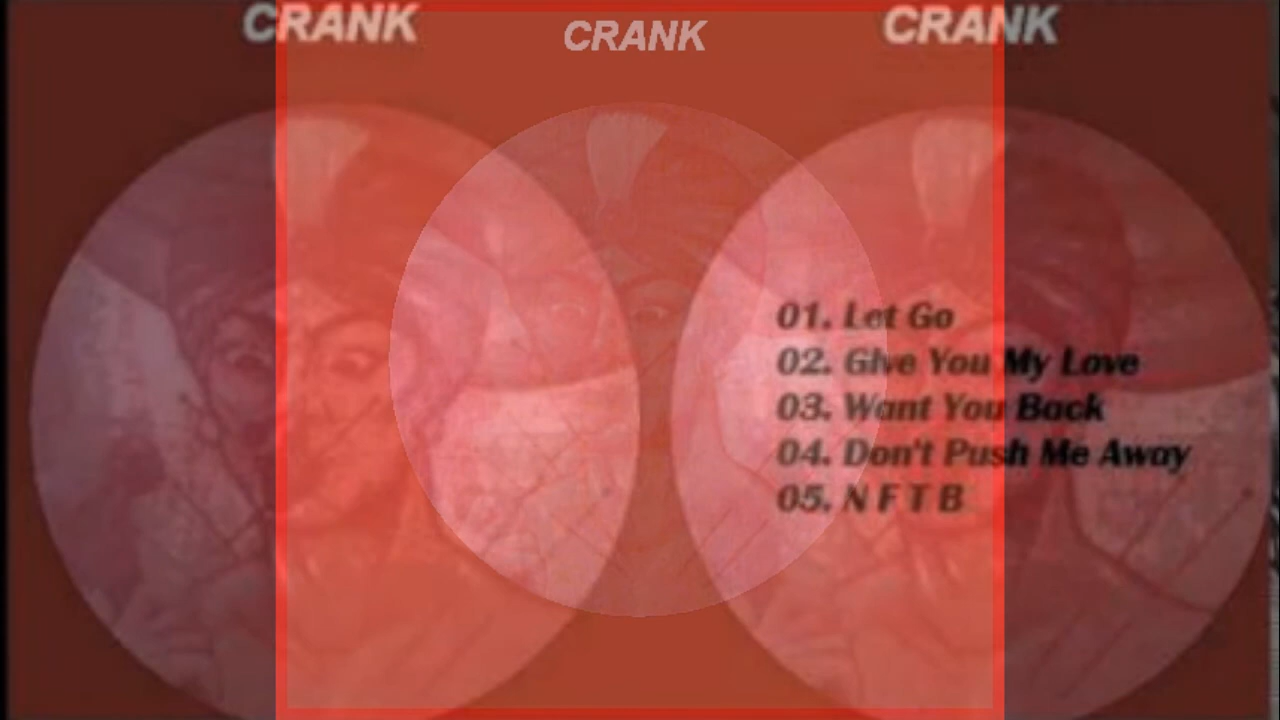 CRANK CRANK CRANK
01. Let Go
02. Give You My Love
03. Want You Back
04. Don't Push Me Away
05. N F T B